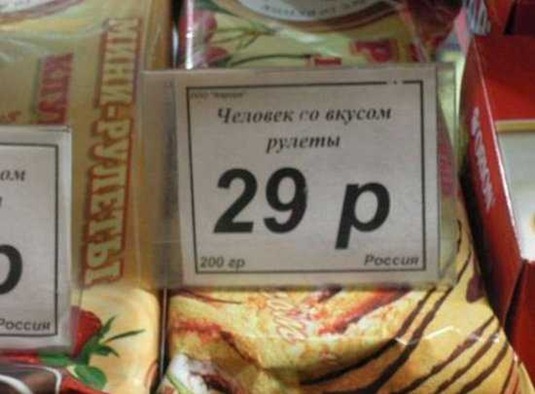 МИНИ-РУЛЕТЫ
Человек со вкусом
рулеты
29 р
200 гр
Россия
ом
р
Россия